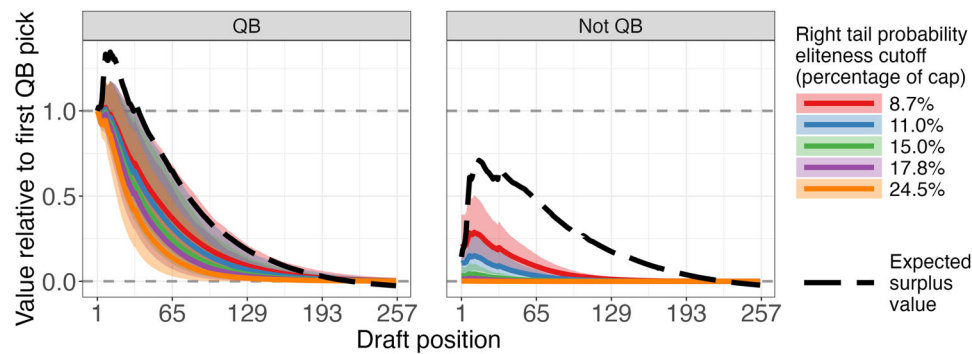 QB
Not QB
Value relative to first QB pick
1.0
0.5
0.0
1 65 129 193 257
1 65 129 193 257
Draft position
Right tail probability
eliteness cutoff
(percentage of cap)
8.7%
11.0%
15.0%
17.8%
24.5%
Expected
surplus
value